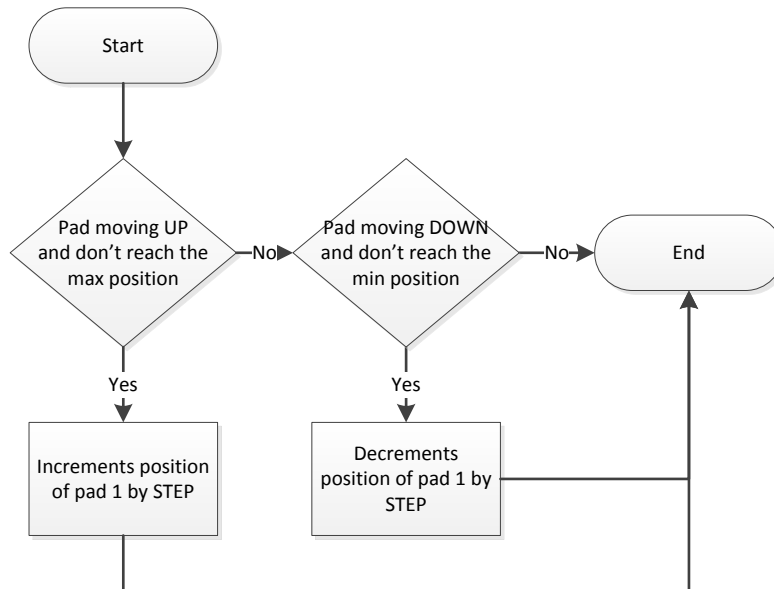 Start
Pad moving UP
and don't reach the
max position
No
Pad moving DOWN
and don't reach the
min position
No
End
Yes
Yes
Increments position
of pad 1 by STEP
Decrements
position of pad 1 by
STEP